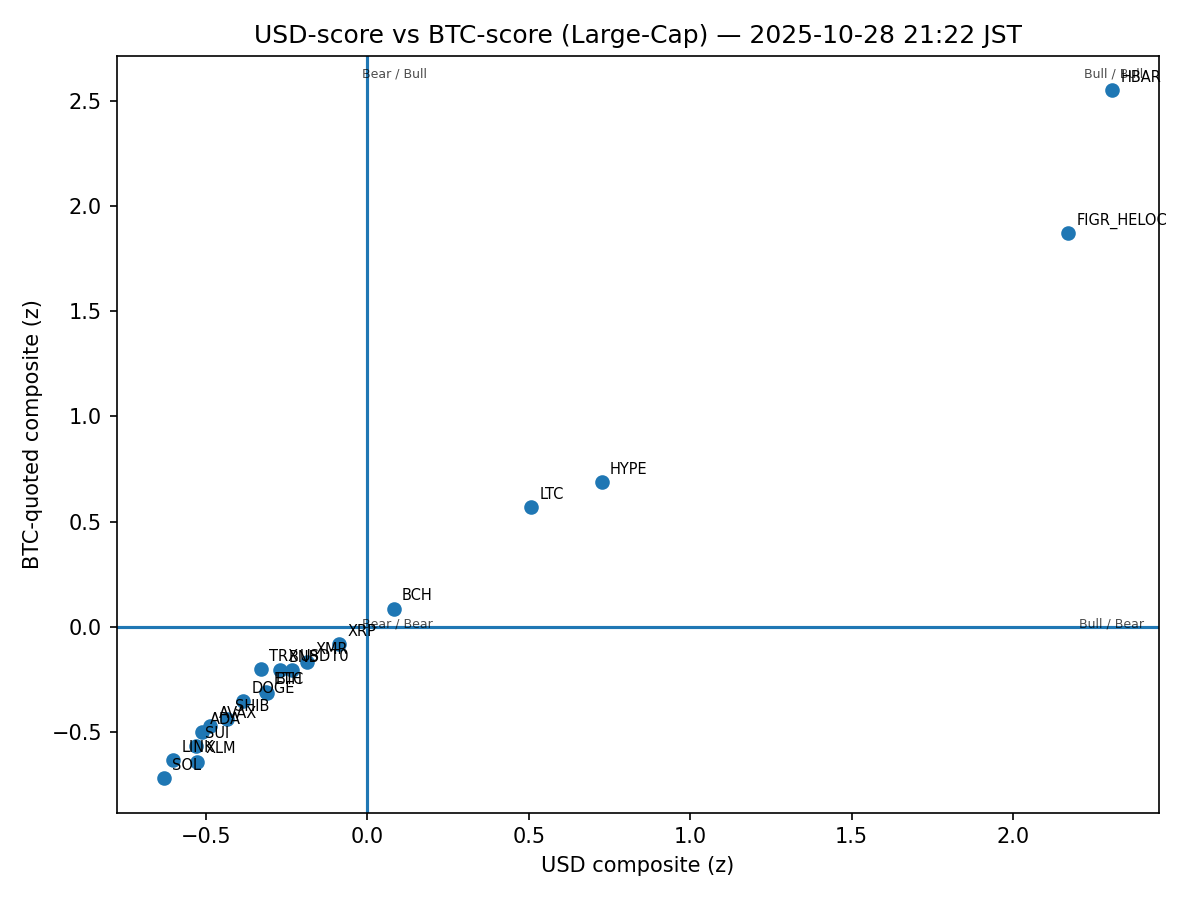 USD-score vs BTC-score (Large-Cap) — 2025-10-28 21:22 JST
Bear / Bull
Bull / Bull
HBAR
2.5
FIGR_HELOC
2.0
1.5
BTC-quoted composite (z)
1.0
HYPE
LTC
0.5
BCH
Bear / Bear
Bull / Bear
0.0
XRP
XMR
TRX
BNB
USDT0
BTC
ETH
DOGE
SHIB
AVAX
ADA
SUI
−0.5
LINK
XLM
SOL
−0.5
0.0
0.5
1.0
1.5
2.0
USD composite (z)